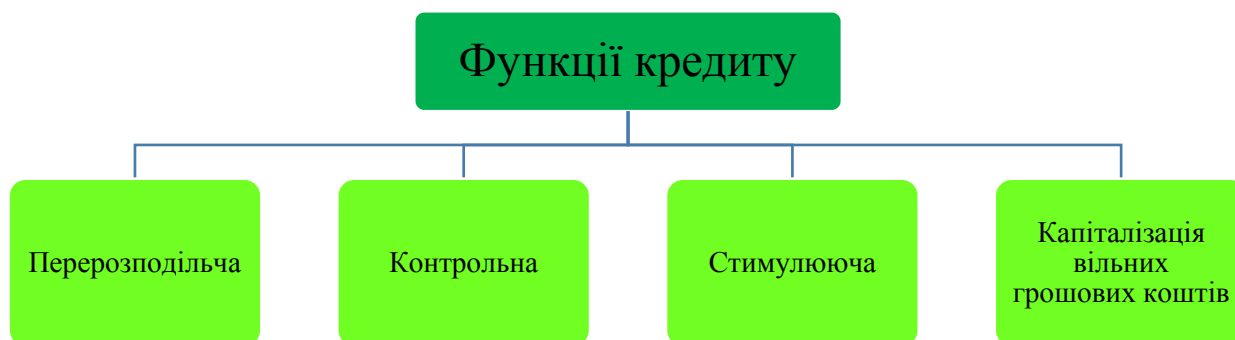 Функції кредиту
Перерозподільча
Контрольна
Стимулююча
Капіталізація
вільних
грошових коштів